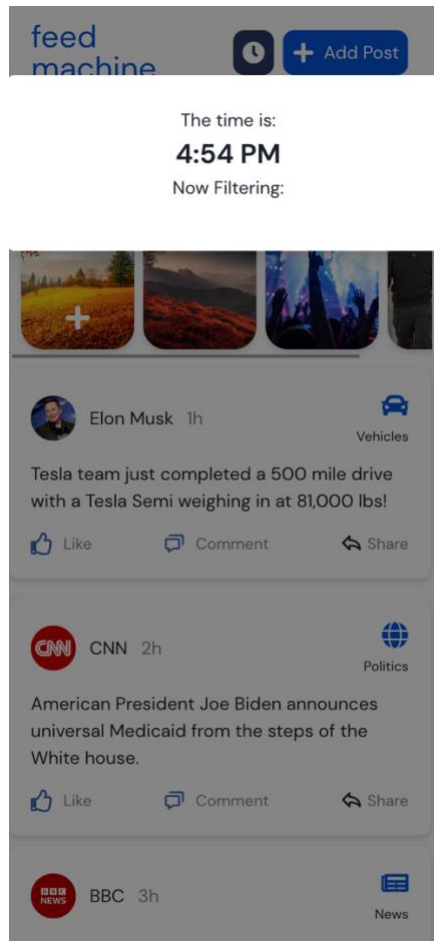 feed
machine
+ Add Post
The time is:
4:54 PM
Now Filtering:
Elon Musk 1h
Vehicles
Tesla team just completed a 500 mile drive
with a Tesla Semi weighing in at 81,000 lbs!
Like Comment Share
CNN CNN 2h
Politics
American President Joe Biden announces
universal Medicaid from the steps of the
White house.
Like Comment Share
BBC
NEWS
BBC 3h
News